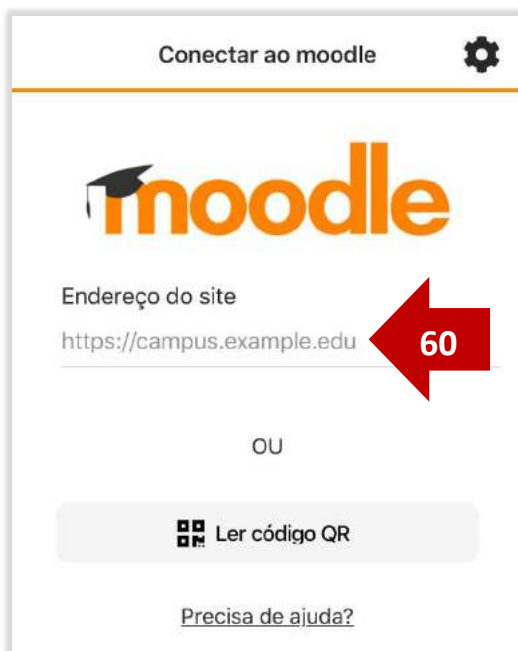 Conectar ao moodle
moodle
Endereço do site
https://campus.example.edu
60
OU
Ler código QR
Precisa de ajuda?